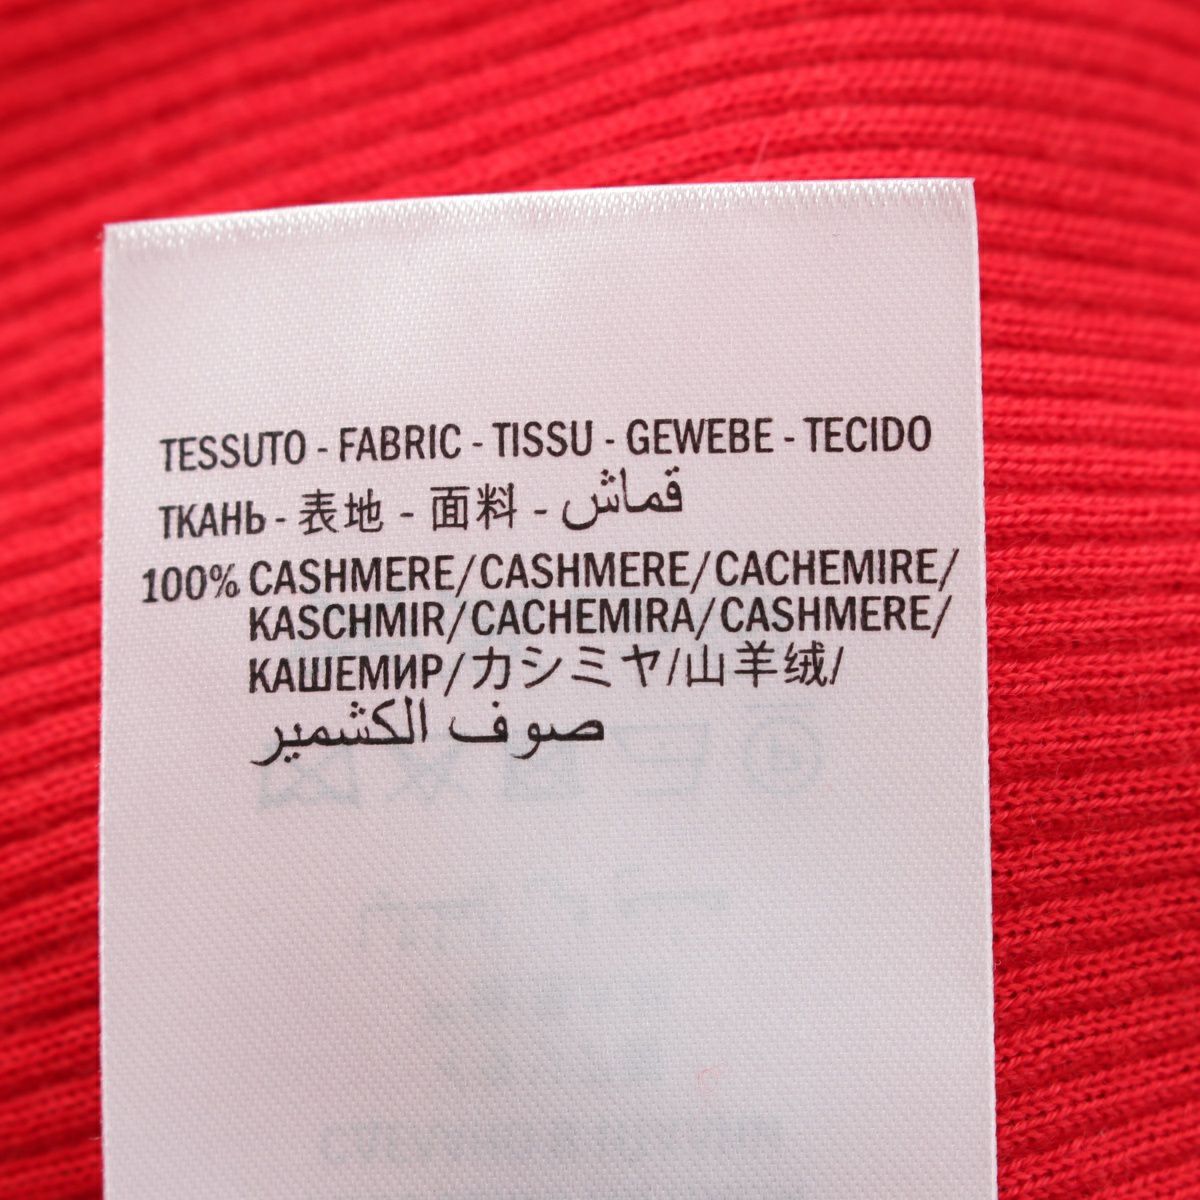 TESSUTO - FABRIC - TISSU - GEWEBE - TECIDO
ТКАНЬ - 表地 - 面料 - قماش
100% CASHMERE/CASHMERE/CACHEMIRE/
KASCHMIR/CACHEMIRA/CASHMERE/
КАШЕМИР/カシミヤ/山羊绒/
صوف الكشمير